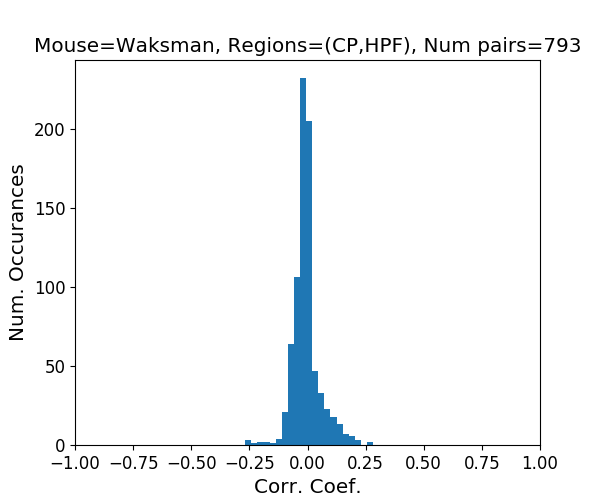 Mouse=Waksman, Regions=(CP,HPF), Num pairs=793
Num. Occurances
200
150
100
50
0
−1.00 −0.75 −0.50 −0.25 0.00 0.25 0.50 0.75 1.00
Corr. Coef.